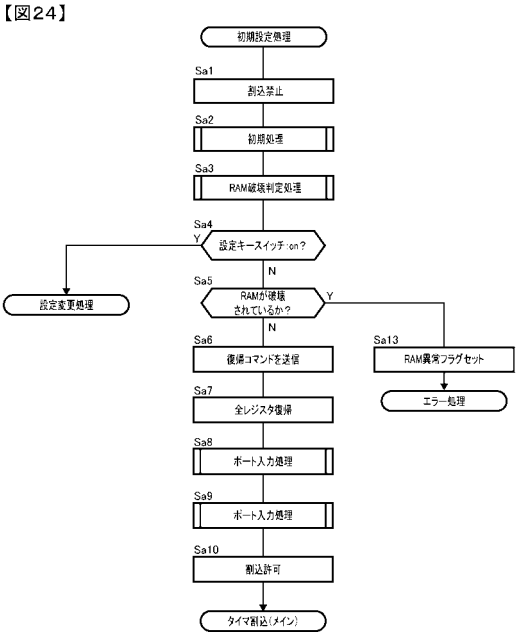 【図24】
初期設定処理
Sa1
割込禁止
Sa2
初期処理
Sa3
RAM破壊判定処理
Sa4
Y
設定キースイッチ:on?
N
設定変更処理
Sa5
RAMが破壊
されているか?
Y
N
Sa6
復帰コマンドを送信
Sa13
RAM異常フラグセット
エラー処理
Sa7
全レジスタ復帰
Sa8
ポート入力処理
Sa9
ポート入力処理
Sa10
割込許可
タイマ割込(メイン)